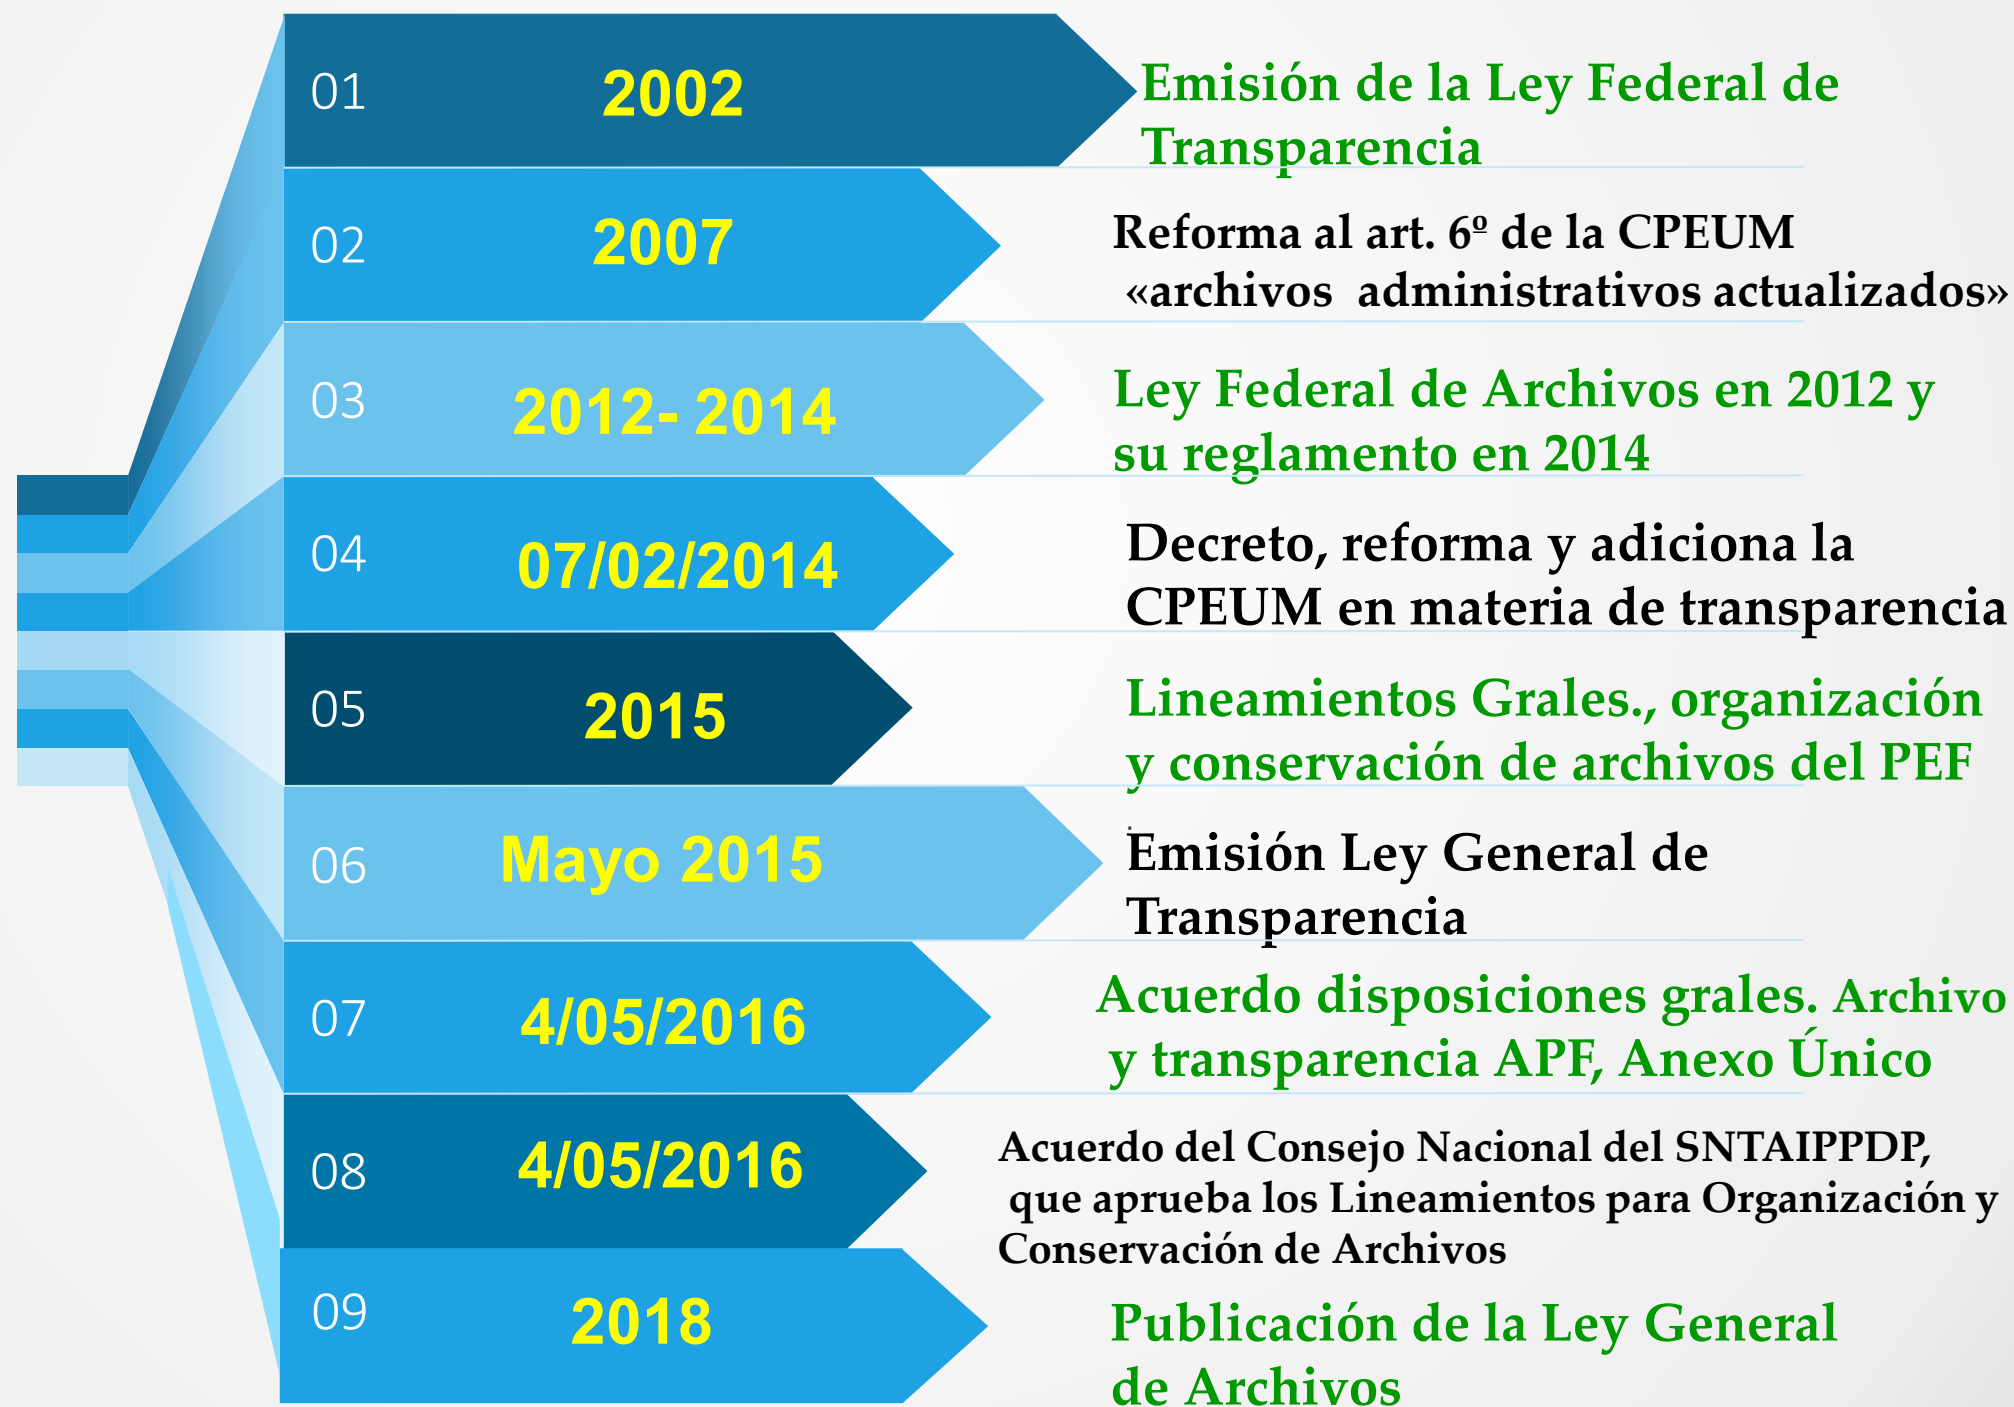 01 2002 Emisión de la Ley Federal de
Transparencia
02 2007 Reforma al art. 6º de la CPEUM
«archivos administrativos actualizados»
03 2012- 2014 Ley Federal de Archivos en 2012 y
su reglamento en 2014
04 07/02/2014 Decreto, reforma y adiciona la
CPEUM en materia de transparencia
05 2015 Lineamientos Grales., organización
y conservación de archivos del PEF
.
06 Mayo 2015 Emisión Ley General de
Transparencia
07 4/05/2016 Acuerdo disposiciones grales. Archivo
y transparencia APF, Anexo Único
08 4/05/2016 Acuerdo del Consejo Nacional del SNTAIPPDP,
que aprueba los Lineamientos para Organización y
Conservación de Archivos
09 2018 Publicación de la Ley General
de Archivos